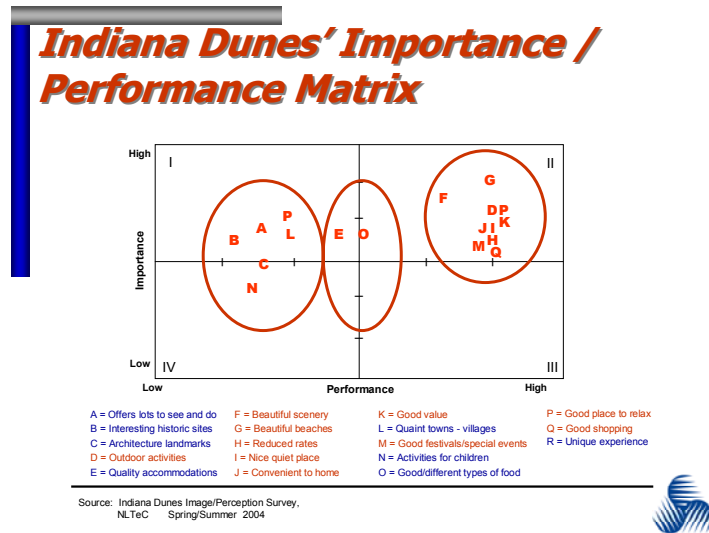 Indiana Dunes’ Importance /
Performance Matrix
High
I
II
G
F
P
D P
K
A
L
E
O
J I
B
H
M
Q
C
N
Importance
Low
IV
III
Low
Performance
High
A = Offers lots to see and do
B = Interesting historic sites
C = Architecture landmarks
D = Outdoor activities
E = Quality accommodations
F = Beautiful scenery
G = Beautiful beaches
H = Reduced rates
I = Nice quiet place
J = Convenient to home
K = Good value
L = Quaint towns - villages
M = Good festivals/special events
N = Activities for children
O = Good/different types of food
P = Good place to relax
Q = Good shopping
R = Unique experience
Source: Indiana Dunes Image/Perception Survey,
NLTeC Spring/Summer 2004